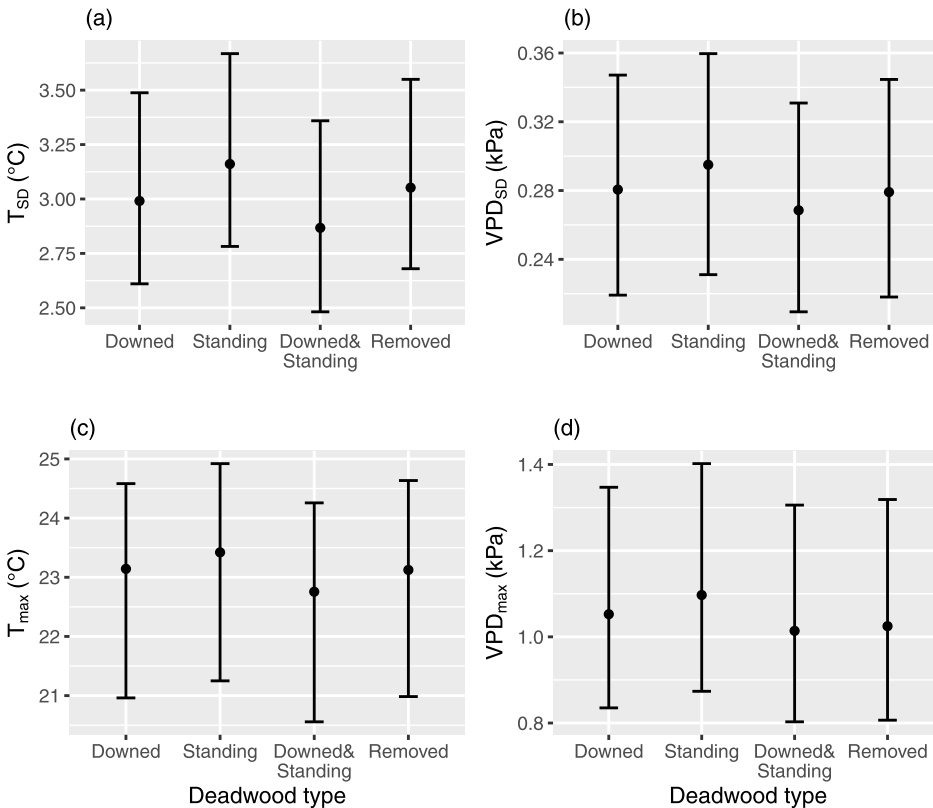 (a)
T_SD (°C)
3.50
3.25
3.00
2.75
2.50
Downed Standing Downed& Removed
Standing
(b)
VPD_SD (kPa)
0.36
0.32
0.28
0.24
Downed Standing Downed& Removed
Standing
(c)
T_max (°C)
25
24
23
22
21
Downed Standing Downed& Removed
Standing
Deadwood type
(d)
VPD_max (kPa)
1.4
1.2
1.0
0.8
Downed Standing Downed& Removed
Standing
Deadwood type